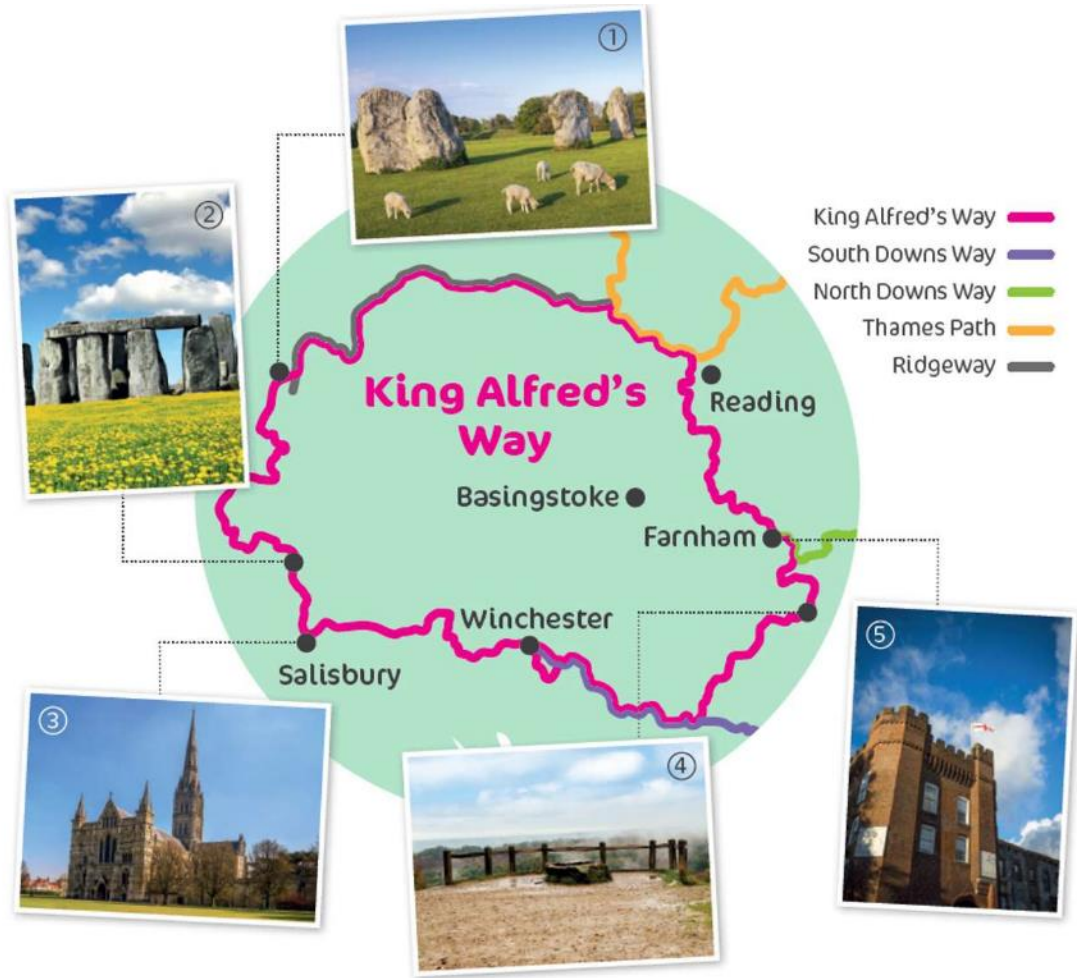 ①
②
King Alfred's Way
South Downs Way
North Downs Way
Thames Path
Ridgeway
King Alfred's
Way
Reading
Basingstoke
Farnham
Winchester
Salisbury
③
④
⑤